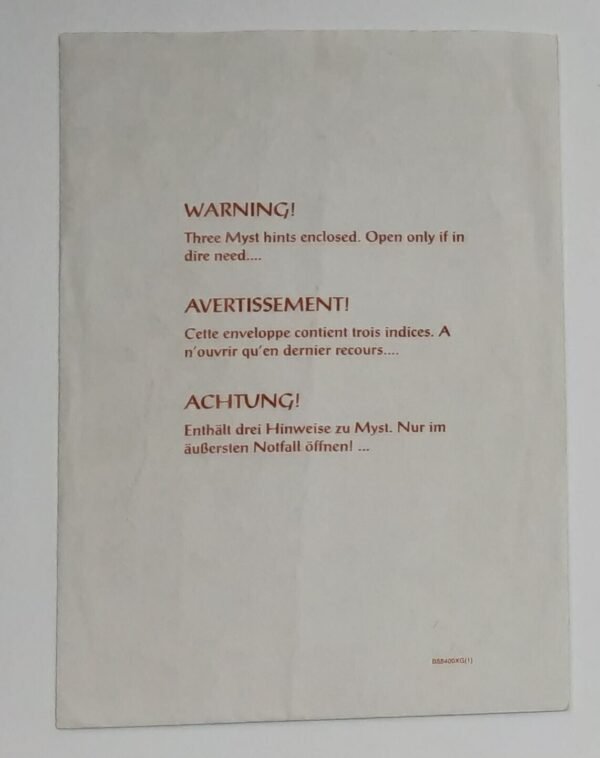 WARNING!
Three Myst hints enclosed. Open only if in
dire need....
AVERTISSEMENT!
Cette enveloppe contient trois indices. A
n'ouvrir qu'en dernier recours....
ACHTUNG!
Enthält drei Hinweise zu Myst. Nur im
äußersten Notfall öffnen! ...